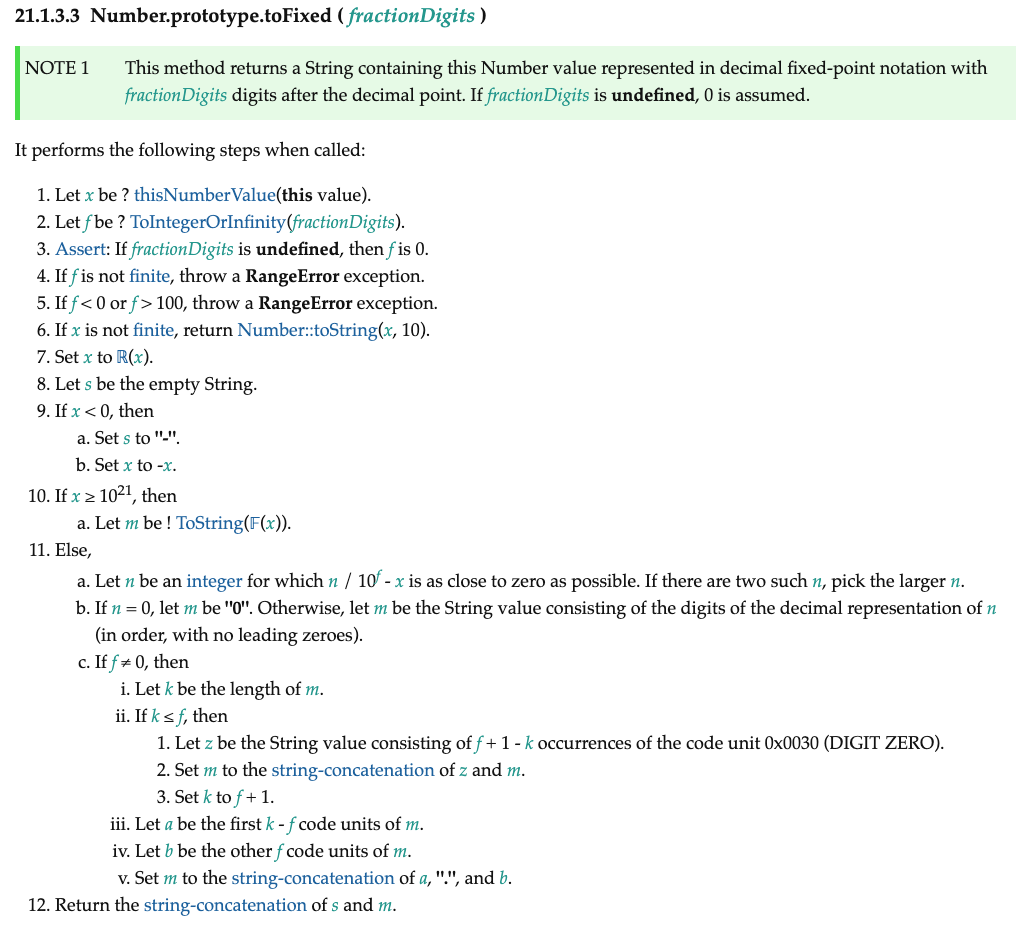 21.1.3.3 Number.prototype.toFixed ( fractionDigits )
NOTE 1 This method returns a String containing this Number value represented in decimal fixed-point notation with
fractionDigits digits after the decimal point. If fractionDigits is undefined, 0 is assumed.
It performs the following steps when called:
1. Let x be ? thisNumberValue(this value).
2. Let f be ? ToIntegerOrInfinity(fractionDigits).
3. Assert: If fractionDigits is undefined, then f is 0.
4. If f is not finite, throw a RangeError exception.
5. If f < 0 or f > 100, throw a RangeError exception.
6. If x is not finite, return Number::toString(x, 10).
7. Set x to ℝ(x).
8. Let s be the empty String.
9. If x < 0, then
a. Set s to "-".
b. Set x to -x.
10. If x ≥ 10²¹, then
a. Let m be ! ToString(𝔽(x)).
11. Else,
a. Let n be an integer for which n / 10ᶠ - x is as close to zero as possible. If there are two such n, pick the larger n.
b. If n = 0, let m be "0". Otherwise, let m be the String value consisting of the digits of the decimal representation of n
(in order, with no leading zeroes).
c. If f ≠ 0, then
i. Let k be the length of m.
ii. If k ≤ f, then
1. Let z be the String value consisting of f + 1 - k occurrences of the code unit 0x0030 (DIGIT ZERO).
2. Set m to the string-concatenation of z and m.
3. Set k to f + 1.
iii. Let a be the first k - f code units of m.
iv. Let b be the other f code units of m.
v. Set m to the string-concatenation of a, ".", and b.
12. Return the string-concatenation of s and m.